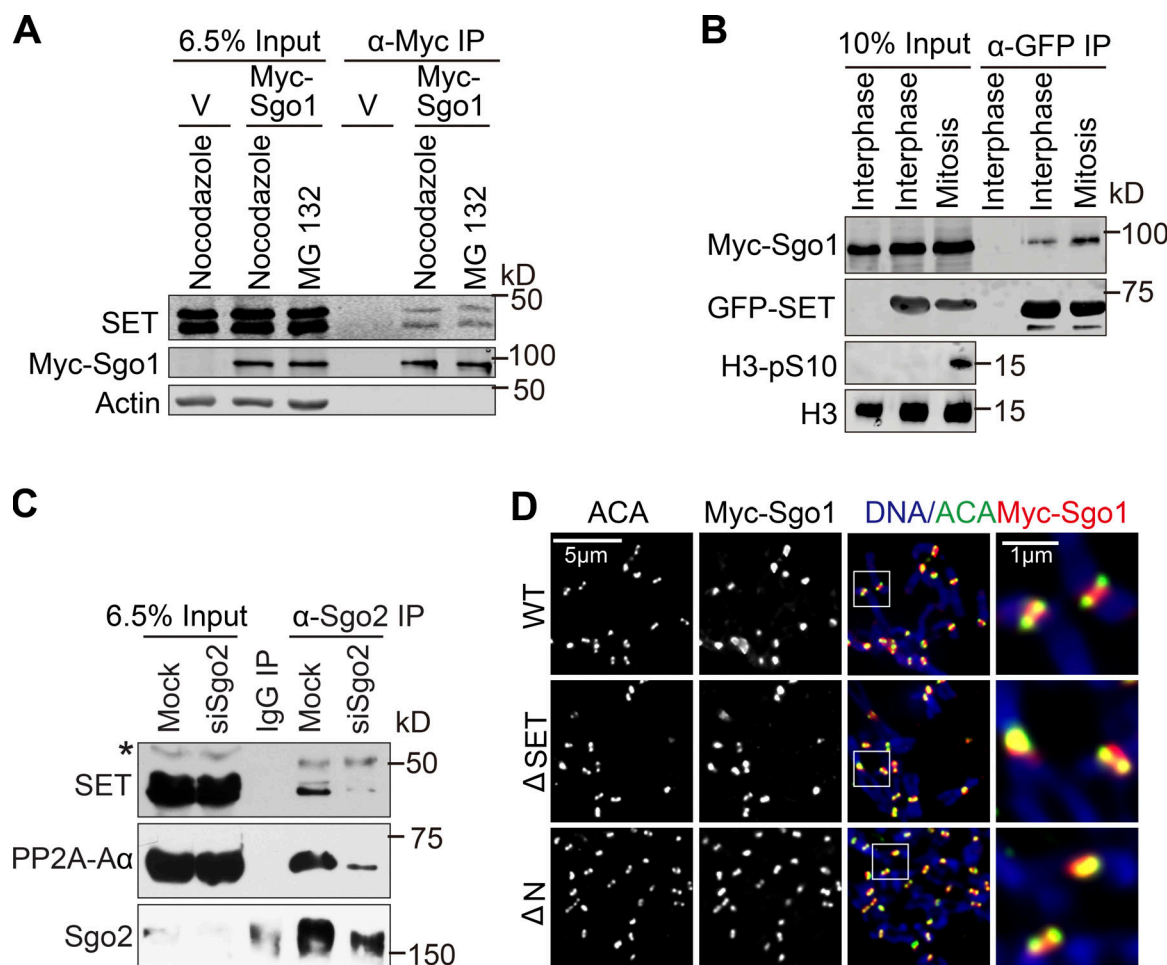 A
6.5% Input
α-Myc IP
Myc-
Sgo1
Myc-
Sgo1
V
V
Nocodazole
Nocodazole
MG 132
Nocodazole
MG 132
kD
50
SET
Myc-Sgo1
100
50
Actin
B
10% Input
α-GFP IP
Interphase
Interphase
Mitosis
Interphase
Interphase
Mitosis
kD
100
Myc-Sgo1
75
GFP-SET
H3-pS10
15
H3
15
C
6.5% Input
α-Sgo2 IP
Mock
siSgo2
IgG IP
Mock
siSgo2
kD
*
50
SET
75
PP2A-Aα
Sgo2
150
D
ACA
Myc-Sgo1
DNA/ACAMyc-Sgo1
5μm
1μm
WT
ΔSET
ΔN